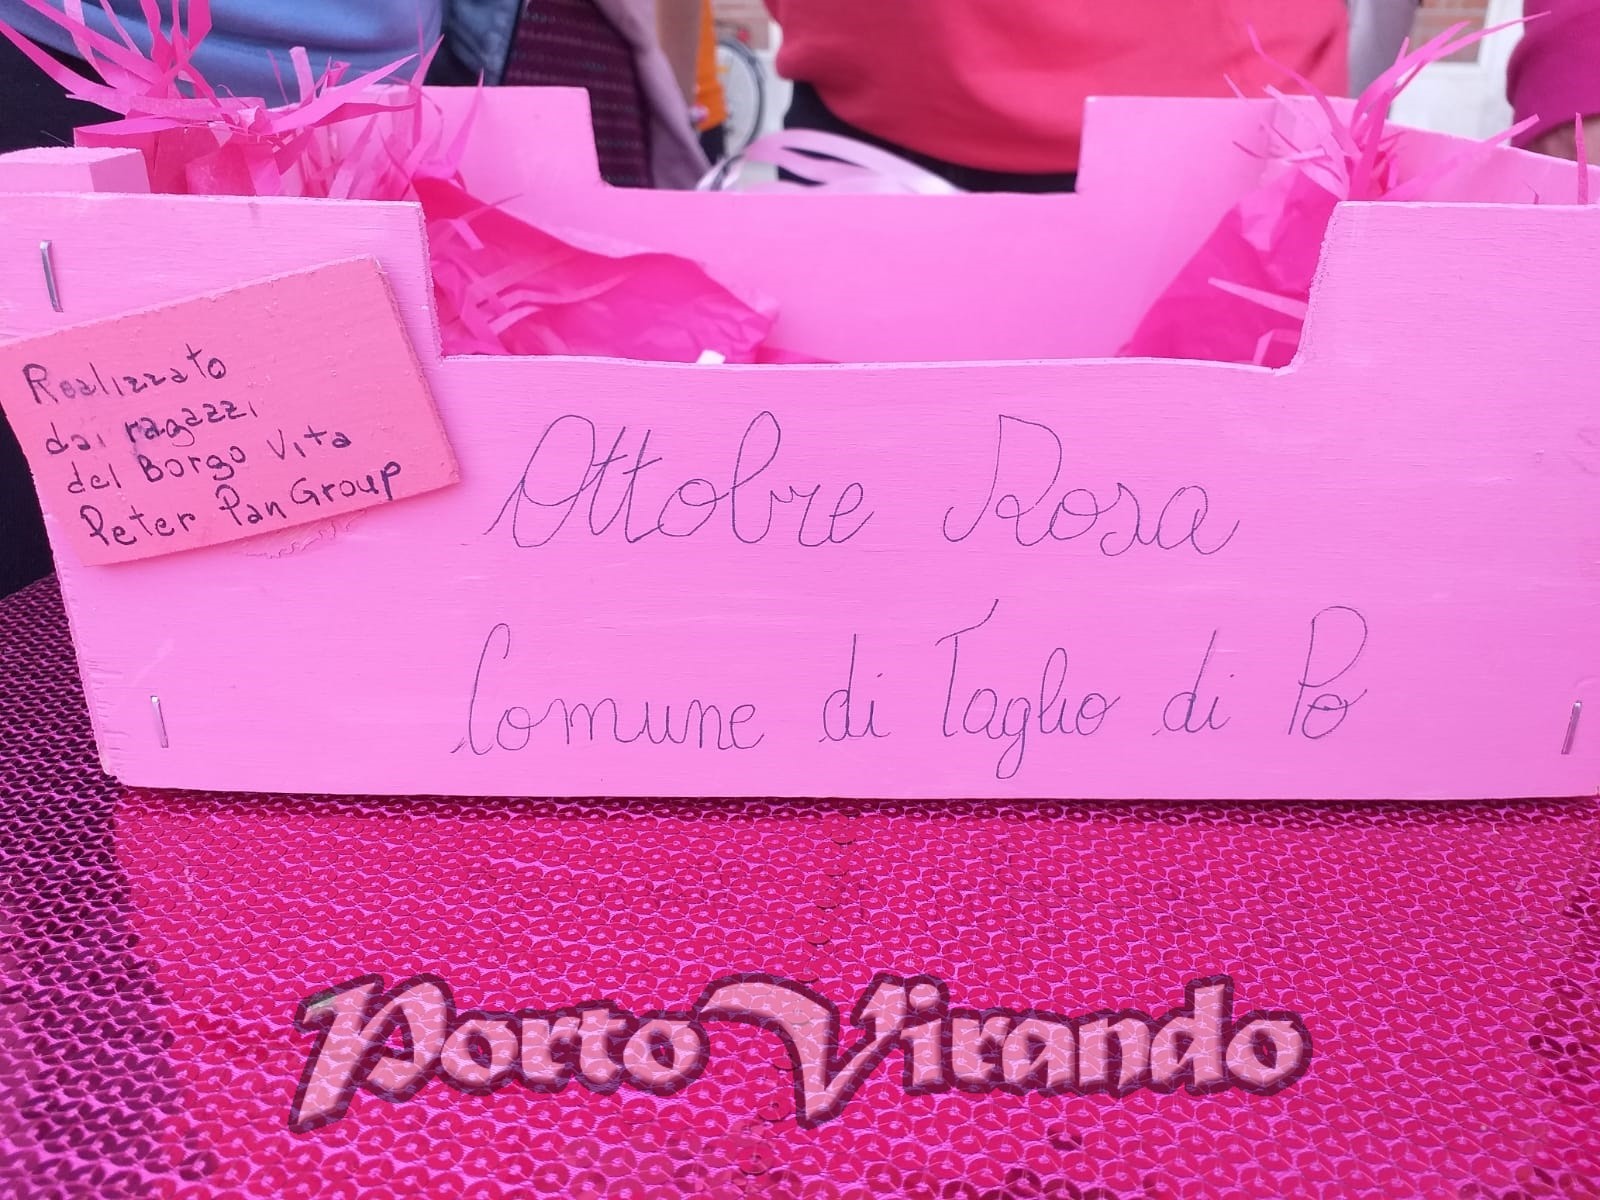 Realizzato
dai ragazzi
del Borgo Vita
Peter Pan Group
Ottobre Rosa
Comune di Taglio di Po
Porto Virando